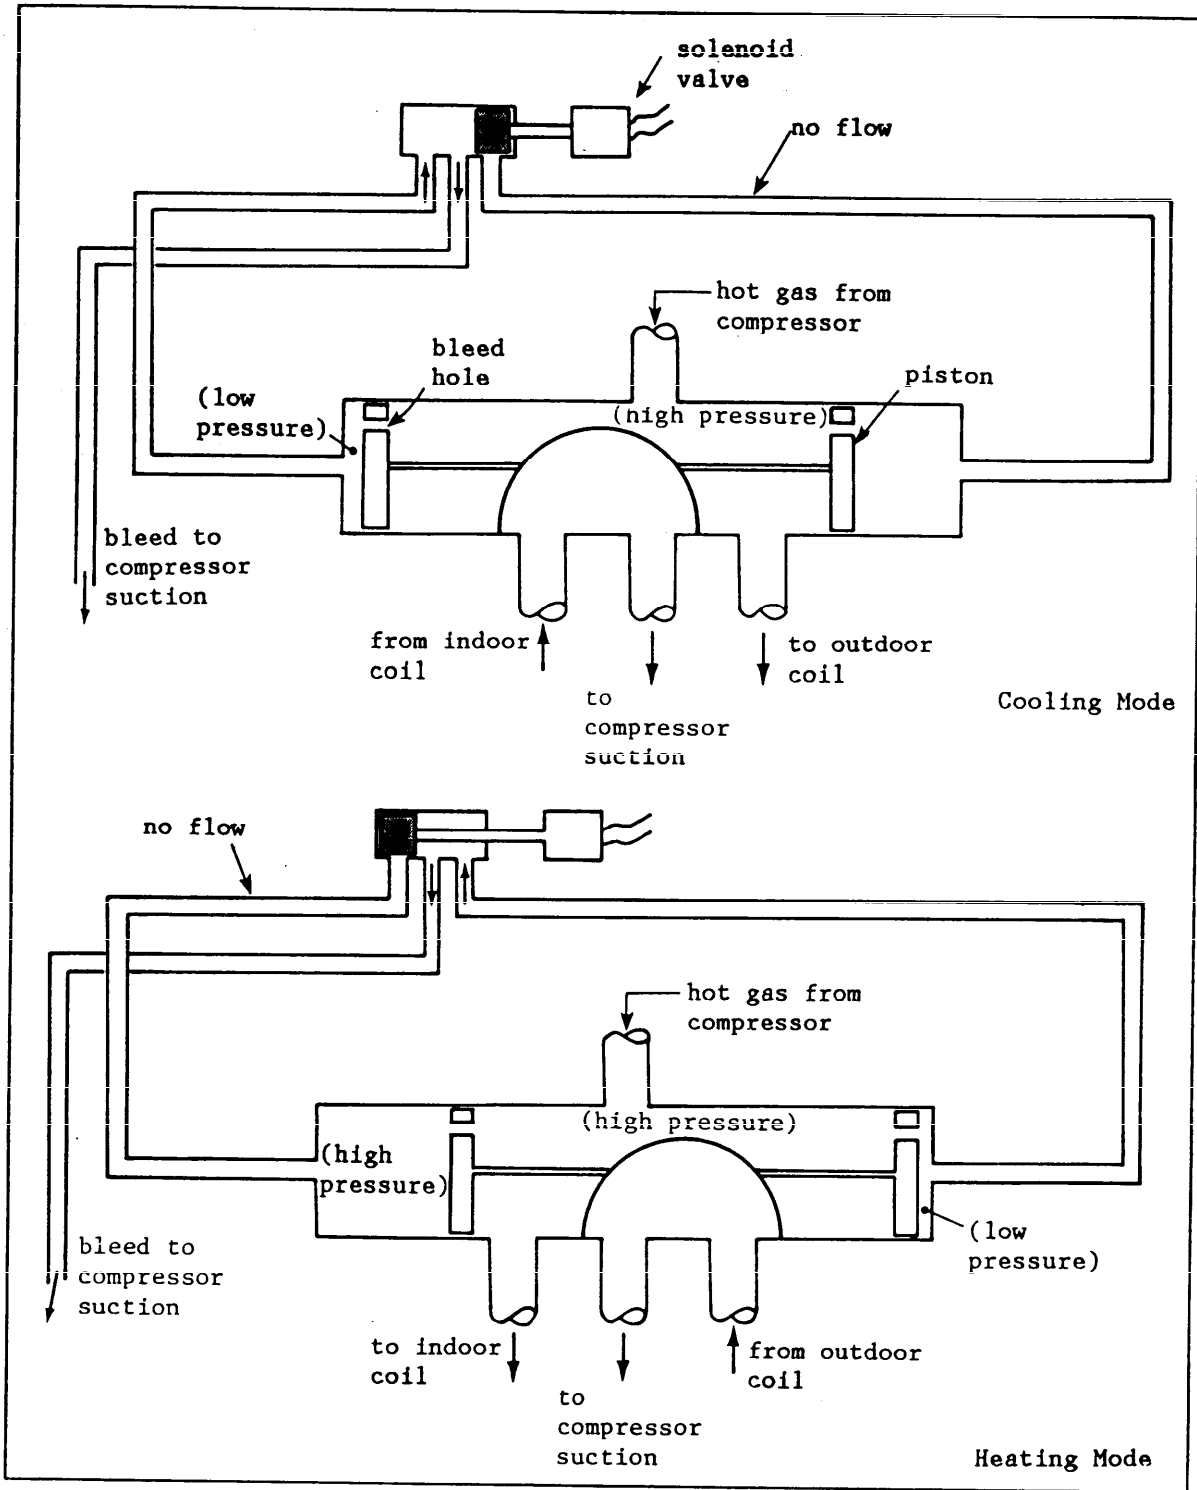 solenoid
valve
no flow
hot gas from
compressor
bleed
hole
piston
(low
pressure)
(high pressure)
bleed to
compressor
suction
from indoor
coil
to outdoor
coil
to
compressor
suction
Cooling Mode
no flow
hot gas from
compressor
(high pressure)
(high
pressure)
(low
pressure)
bleed to
compressor
suction
to indoor
coil
from outdoor
coil
to
compressor
suction
Heating Mode